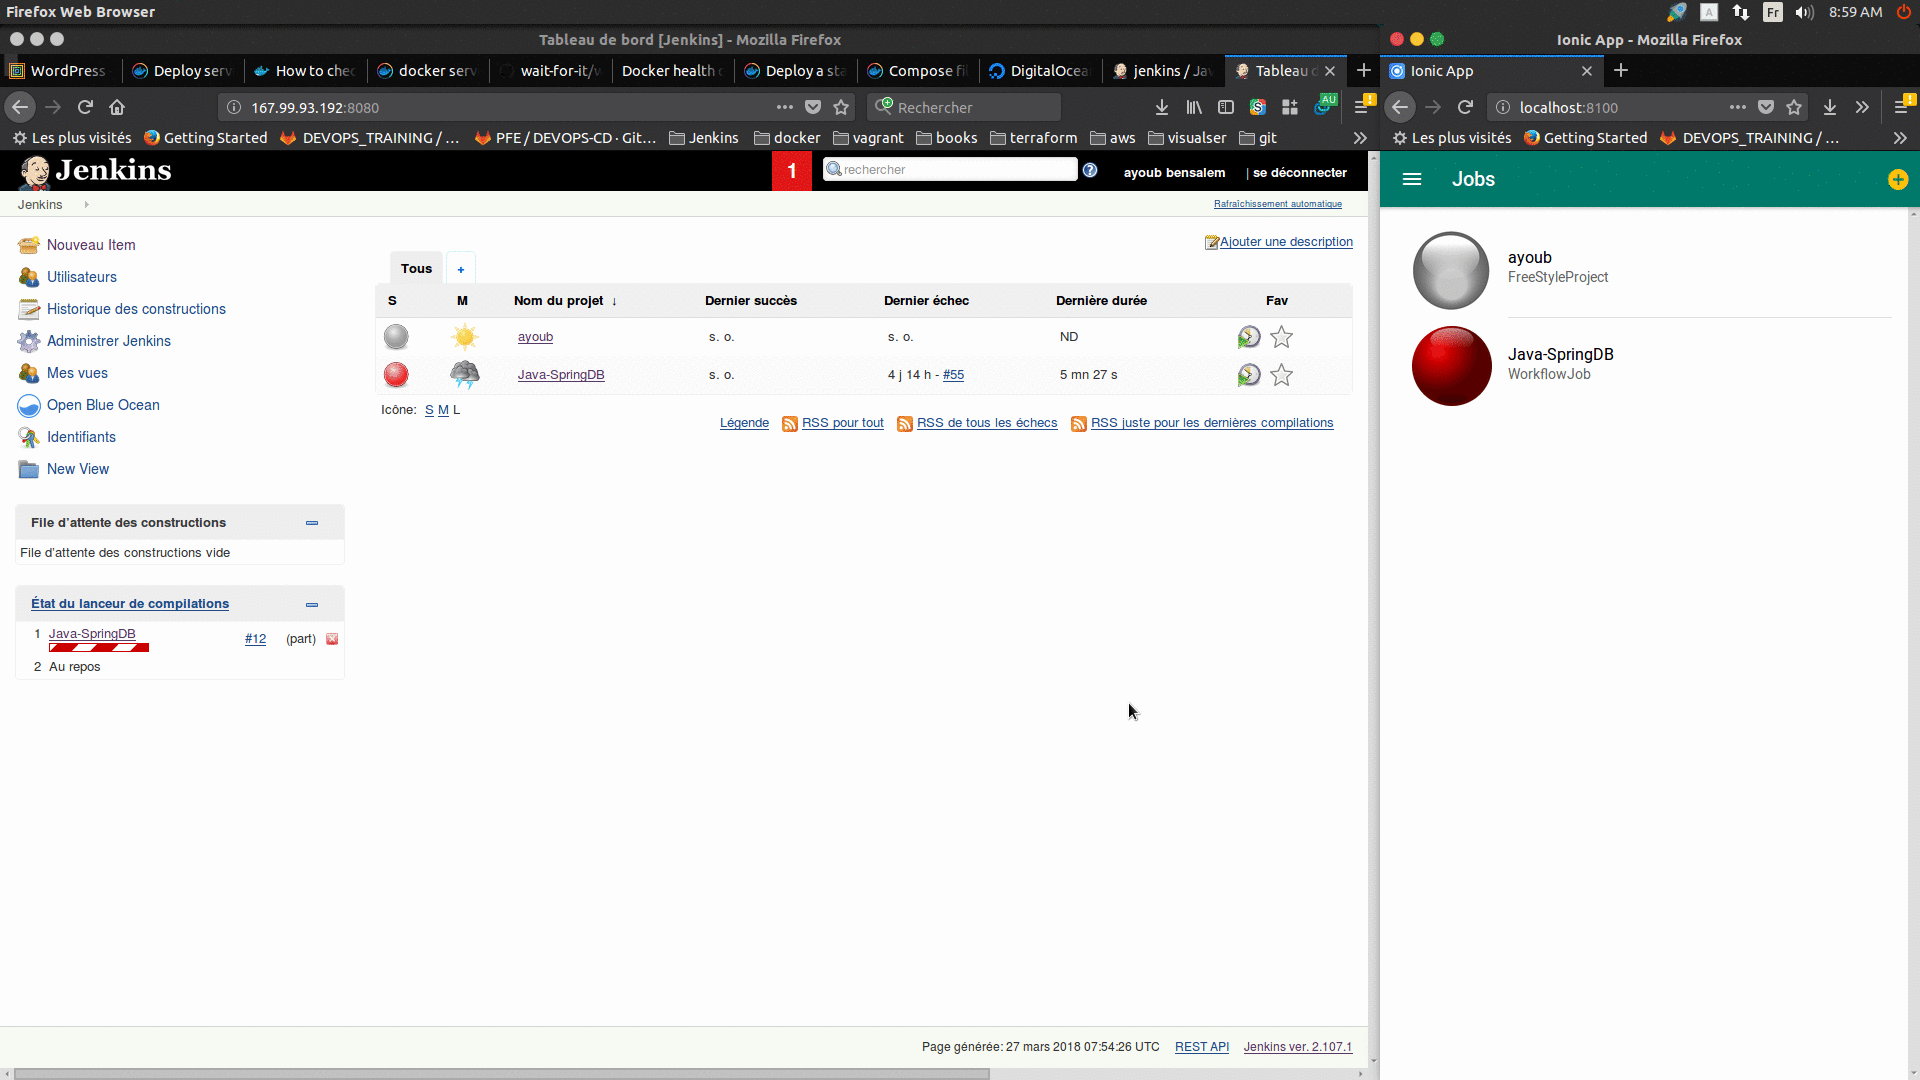 Firefox Web Browser
A
Fr
8:59 AM
Tableau de bord [Jenkins] - Mozilla Firefox
WordPress
Deploy serv
How to chec
docker serv
wait-for-it/v
Docker health c
Deploy a sta
Compose fil
DigitalOcea
jenkins / Jav
Tableau d
167.99.93.192:8080
Rechercher
AU
Les plus visités
Getting Started
DEVOPS_TRAINING / ...
PFE / DEVOPS-CD · Git...
Jenkins
docker
vagrant
books
terraform
aws
visualser
git
Jenkins
1
rechercher
ayoub bensalem
| se déconnecter
Jenkins
Rafraîchissement automatique
Nouveau Item
Utilisateurs
Historique des constructions
Administrer Jenkins
Mes vues
Open Blue Ocean
Identifiants
New View
File d'attente des constructions
File d'attente des constructions vide
État du lanceur de compilations
1 Java-SpringDB #12 (part)
2 Au repos
Ajouter une description
Tous +
S M Nom du projet ↓ Dernier succès Dernier échec Dernière durée Fav
ayoub s. o. s. o. ND
Java-SpringDB s. o. 4 j 14 h - #55 5 mn 27 s
Icône: S M L
Légende RSS pour tout RSS de tous les échecs RSS juste pour les dernières compilations
Page générée: 27 mars 2018 07:54:26 UTC REST API Jenkins ver. 2.107.1
Ionic App - Mozilla Firefox
Ionic App
localhost:8100
Les plus visités
Getting Started
DEVOPS_TRAINING / ...
Jobs
ayoub
FreeStyleProject
Java-SpringDB
WorkflowJob